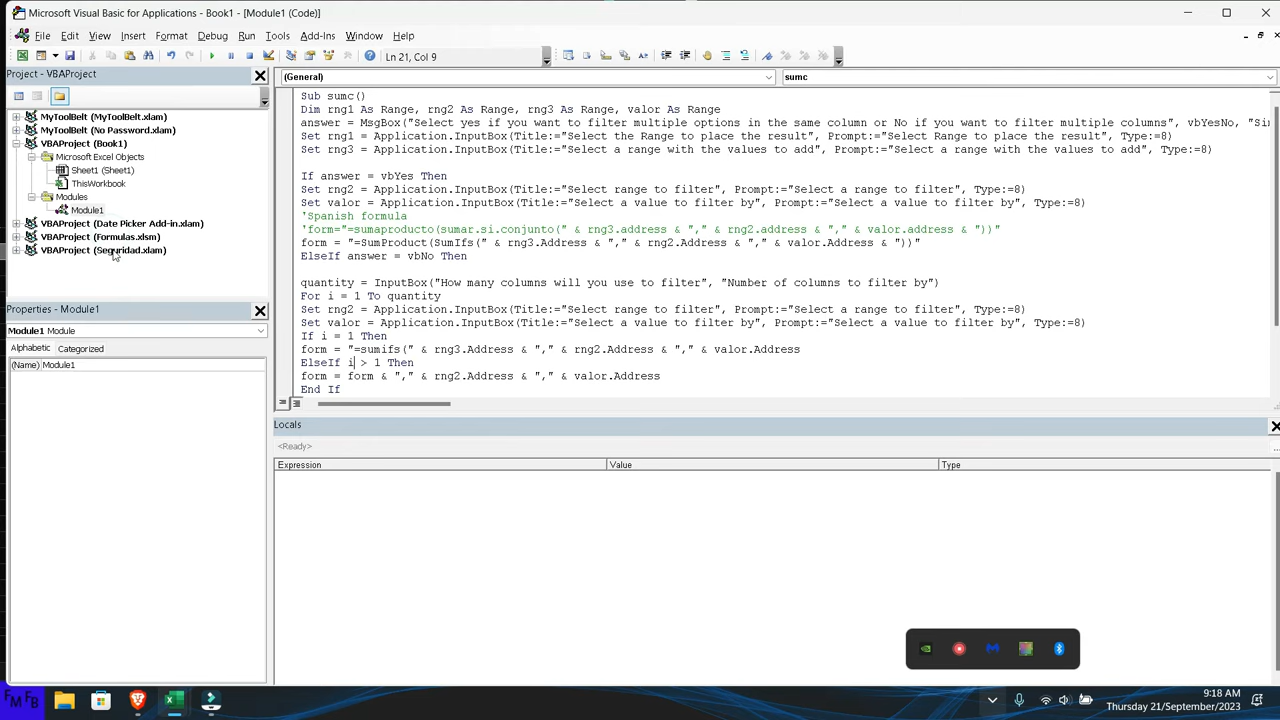 Microsoft Visual Basic for Applications - Book1 - [Module1 (Code)]
File Edit View Insert Format Debug Run Tools Add-Ins Window Help
Ln 21, Col 9
Project - VBAProject
MyToolBelt (MyToolBelt.xlam)
MyToolBelt (No Password.xlam)
VBAProject (Book1)
Microsoft Excel Objects
Sheet1 (Sheet1)
ThisWorkbook
Modules
Module1
VBAProject (Date Picker Add-in.xlam)
VBAProject (Formulas.xlsm)
VBAProject (Seguridad.xlam)
Properties - Module1
Module1 Module
Alphabetic Categorized
(Name) Module1
(General) sumc
Sub sumc()
Dim rng1 As Range, rng2 As Range, rng3 As Range, valor As Range
answer = MsgBox("Select yes if you want to filter multiple options in the same column or No if you want to filter multiple columns", vbYesNo, "Sim
Set rng1 = Application.InputBox(Title:="Select the Range to place the result", Prompt:="Select Range to place the result", Type:=8)
Set rng3 = Application.InputBox(Title:="Select a range with the values to add", Prompt:="Select a range with the values to add", Type:=8)
If answer = vbYes Then
Set rng2 = Application.InputBox(Title:="Select range to filter", Prompt:="Select a range to filter", Type:=8)
Set valor = Application.InputBox(Title:="Select a value to filter by", Prompt:="Select a value to filter by", Type:=8)
'Spanish formula
'form="=sumaproducto(sumar.si.conjunto(" & rng3.address & "," & rng2.address & "," & valor.address & "))"
form = "=SumProduct(SumIfs(" & rng3.Address & "," & rng2.Address & "," & valor.Address & "))"
ElseIf answer = vbNo Then
quantity = InputBox("How many columns will you use to filter", "Number of columns to filter by")
For i = 1 To quantity
Set rng2 = Application.InputBox(Title:="Select range to filter", Prompt:="Select a range to filter", Type:=8)
Set valor = Application.InputBox(Title:="Select a value to filter by", Prompt:="Select a value to filter by", Type:=8)
If i = 1 Then
form = "=sumifs(" & rng3.Address & "," & rng2.Address & "," & valor.Address
ElseIf i > 1 Then
form = form & "," & rng2.Address & "," & valor.Address
End If
Locals
<Ready>
Expression Value Type
FM FB
9:18 AM
Thursday 21/September/2023